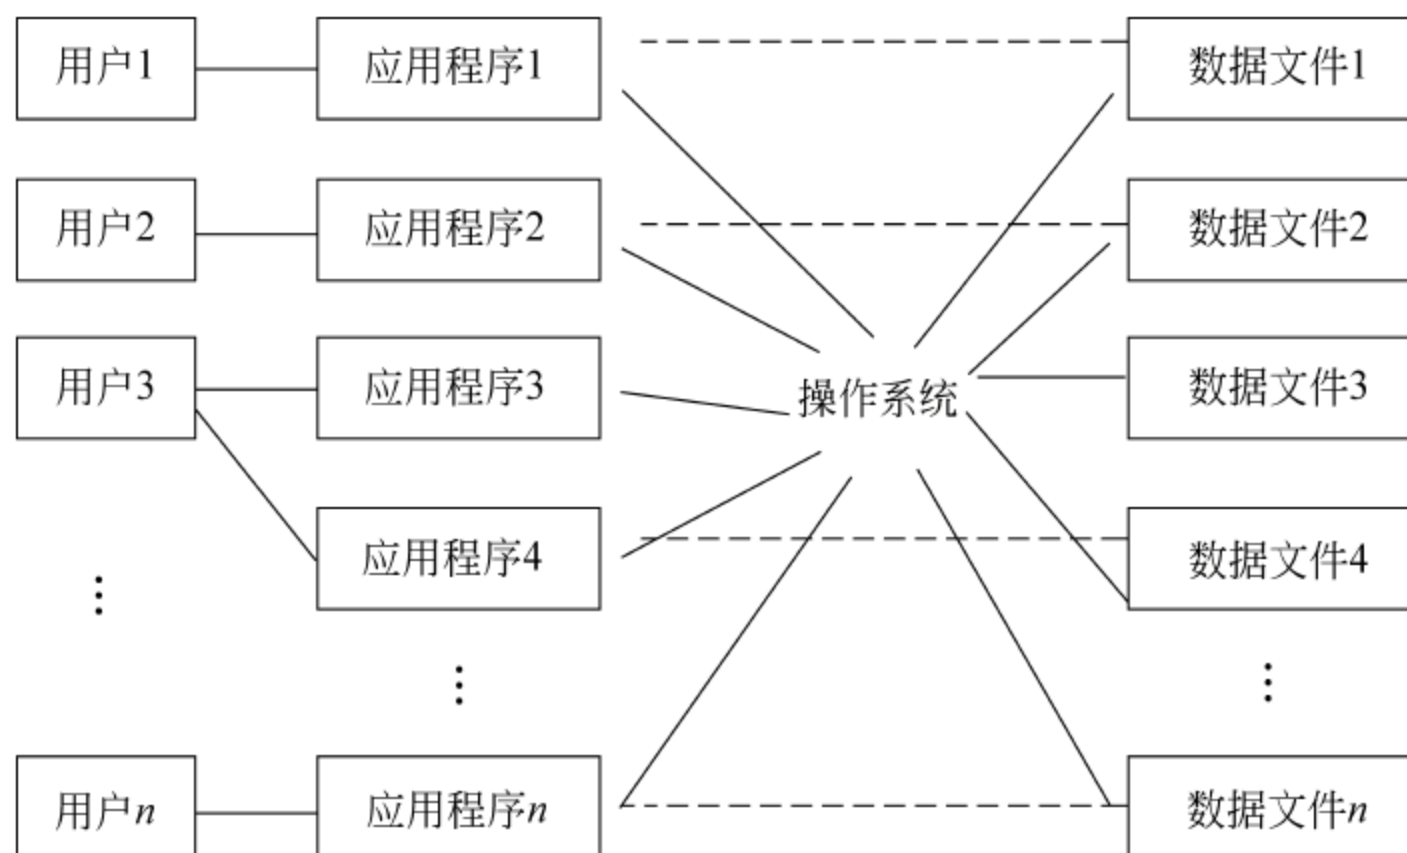 用户1 应用程序1 数据文件1
用户2 应用程序2 数据文件2
用户3 应用程序3 操作系统 数据文件3
应用程序4 数据文件4
⋮
⋮ ⋮
用户n 应用程序n 数据文件n